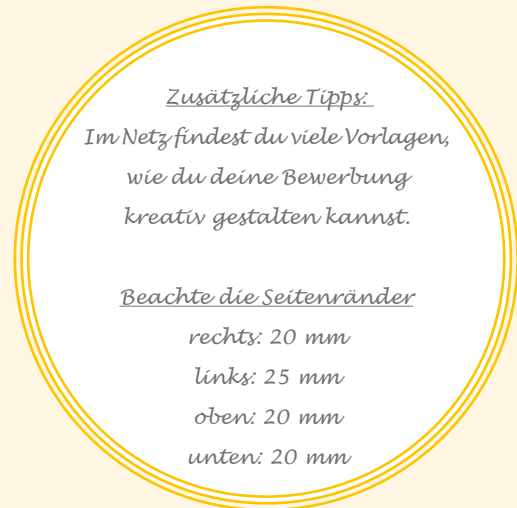 Zusätzliche Tipps:
Im Netz findest du viele Vorlagen,
wie du deine Bewerbung
kreativ gestalten kannst.
Beachte die Seitenränder
rechts: 20 mm
links: 25 mm
oben: 20 mm
unten: 20 mm